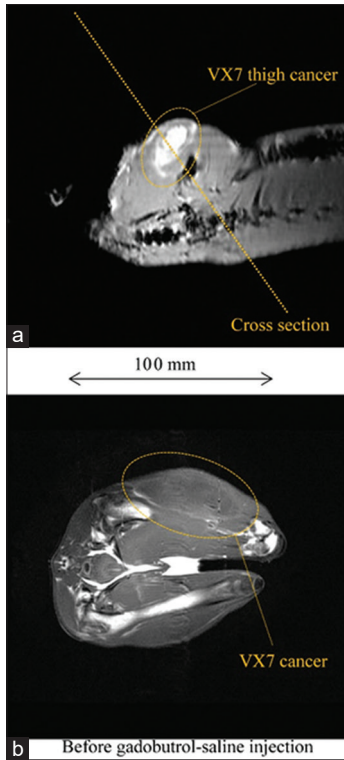 VX7 thigh cancer
Cross section
a
100 mm
VX7 cancer
b
Before gadobutrol-saline injection